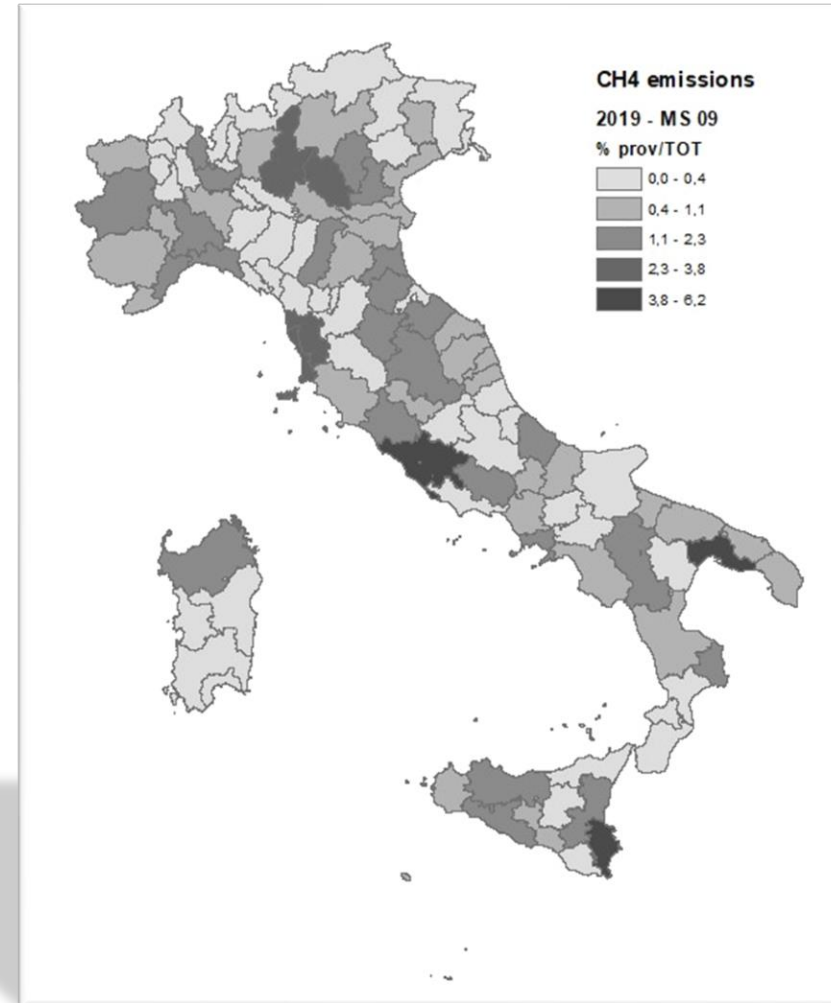 CH4 emissions
2019 - MS 09
% prov/TOT
0,0 - 0,4
0,4 - 1,1
1,1 - 2,3
2,3 - 3,8
3,8 - 6,2